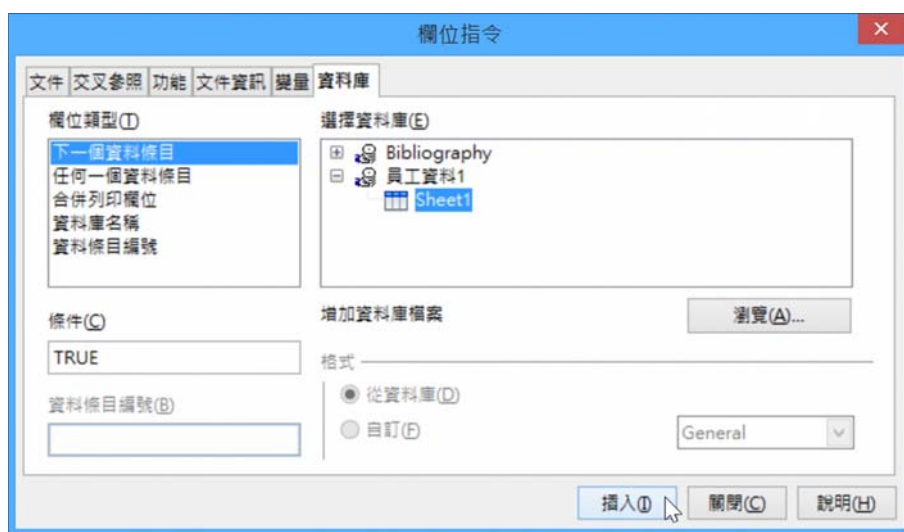 欄位指令
文件 交叉參照 功能 文件資訊 變量 資料庫
欄位類型(T)
下一個資料條目
任何一個資料條目
合併列印欄位
資料庫名稱
資料條目編號
選擇資料庫(E)
Bibliography
員工資料1
Sheet1
條件(C)
TRUE
資料條目編號(B)
增加資料庫檔案
瀏覽(A)...
格式
從資料庫(D)
自訂(F)
General
插入(I) 關閉(C) 說明(H)